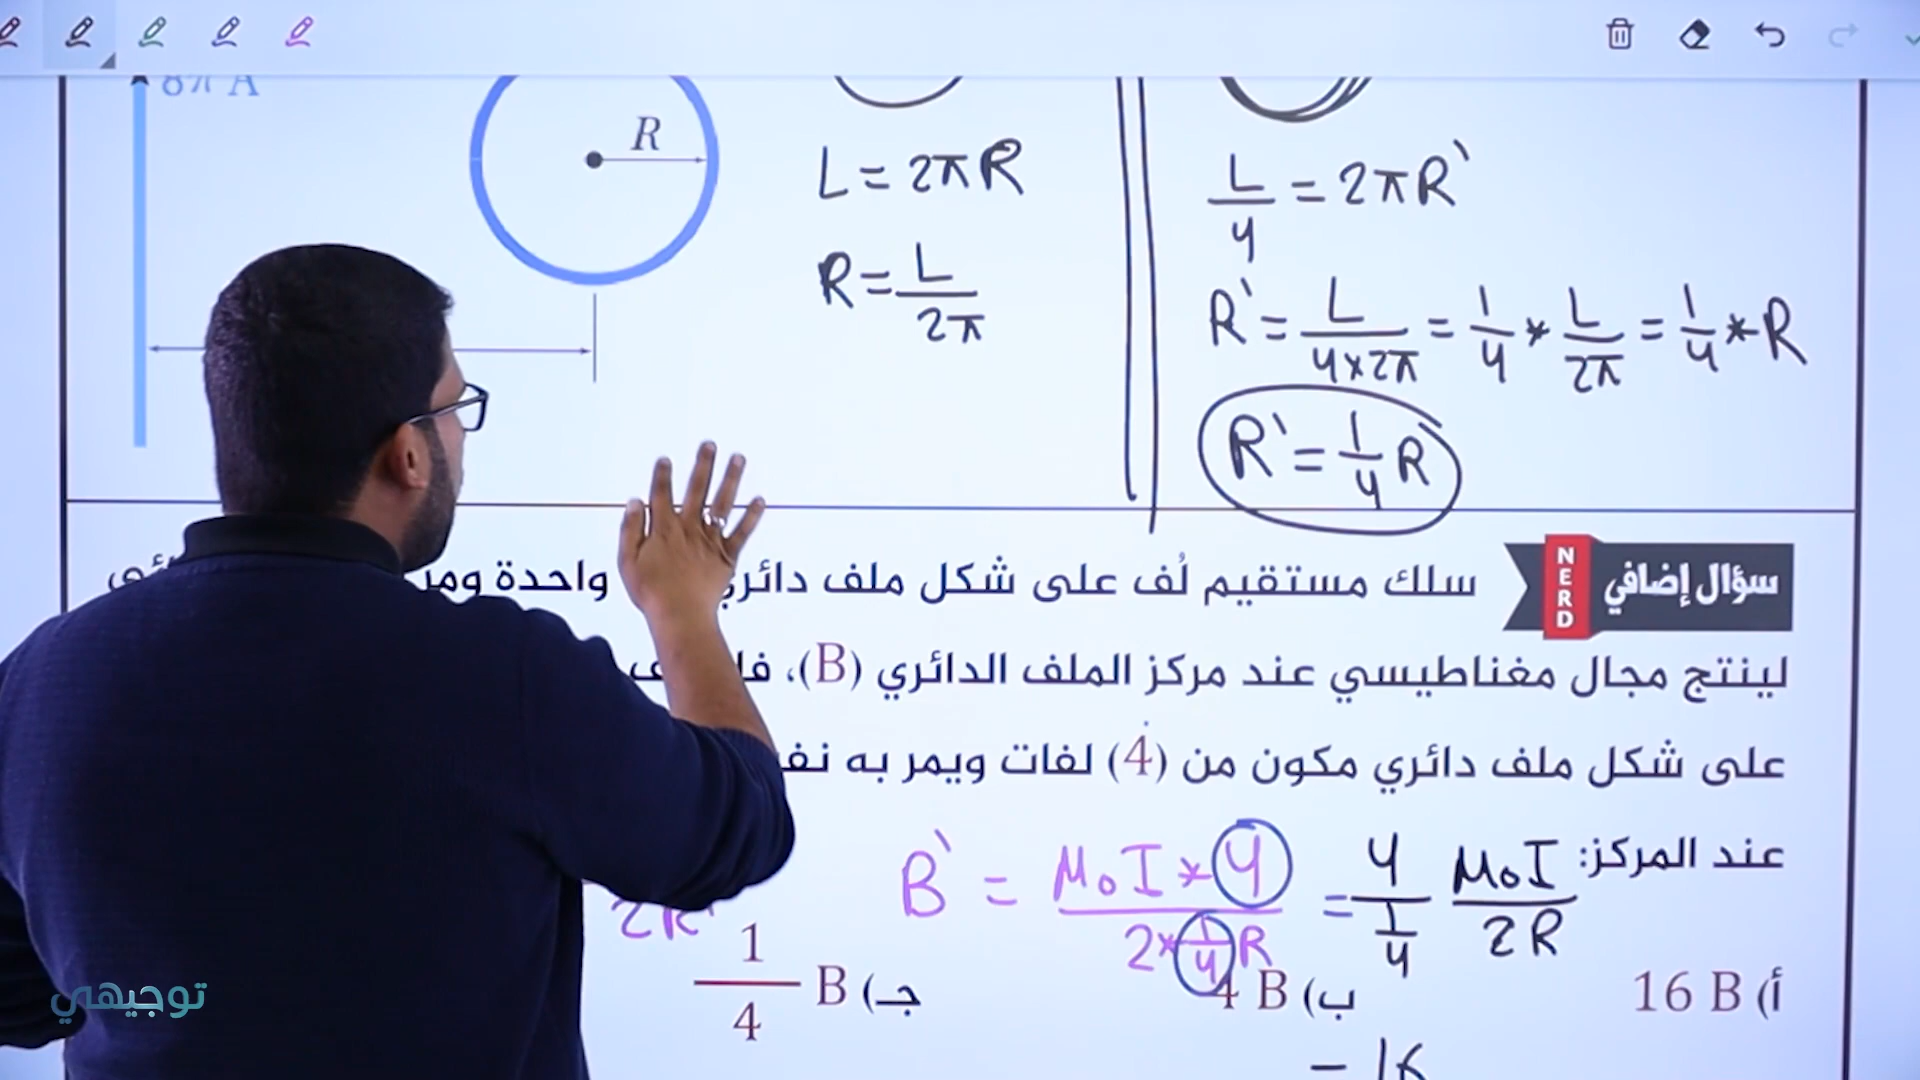 8π A
R
L = 2πR
R = L / 2π
L / 4 = 2πR`
R` = L / 4×2π = 1/4 * L/2π = 1/4 * R
R` = 1/4 R
سؤال إضافي NERD
سلك مستقيم لُف على شكل ملف دائري واحدة
لينتج مجال مغناطيسي عند مركز الملف الدائري (B)،
على شكل ملف دائري مكون من (4) لفات ويمر به
عند المركز:
B` = μ₀I * 4 / 2 * 1/4 R = 4 / 1/4 μ₀I / 2R
2R`
أ) 16 B
ب) 4 B
جـ) 1/4 B
= 16
توجيهي